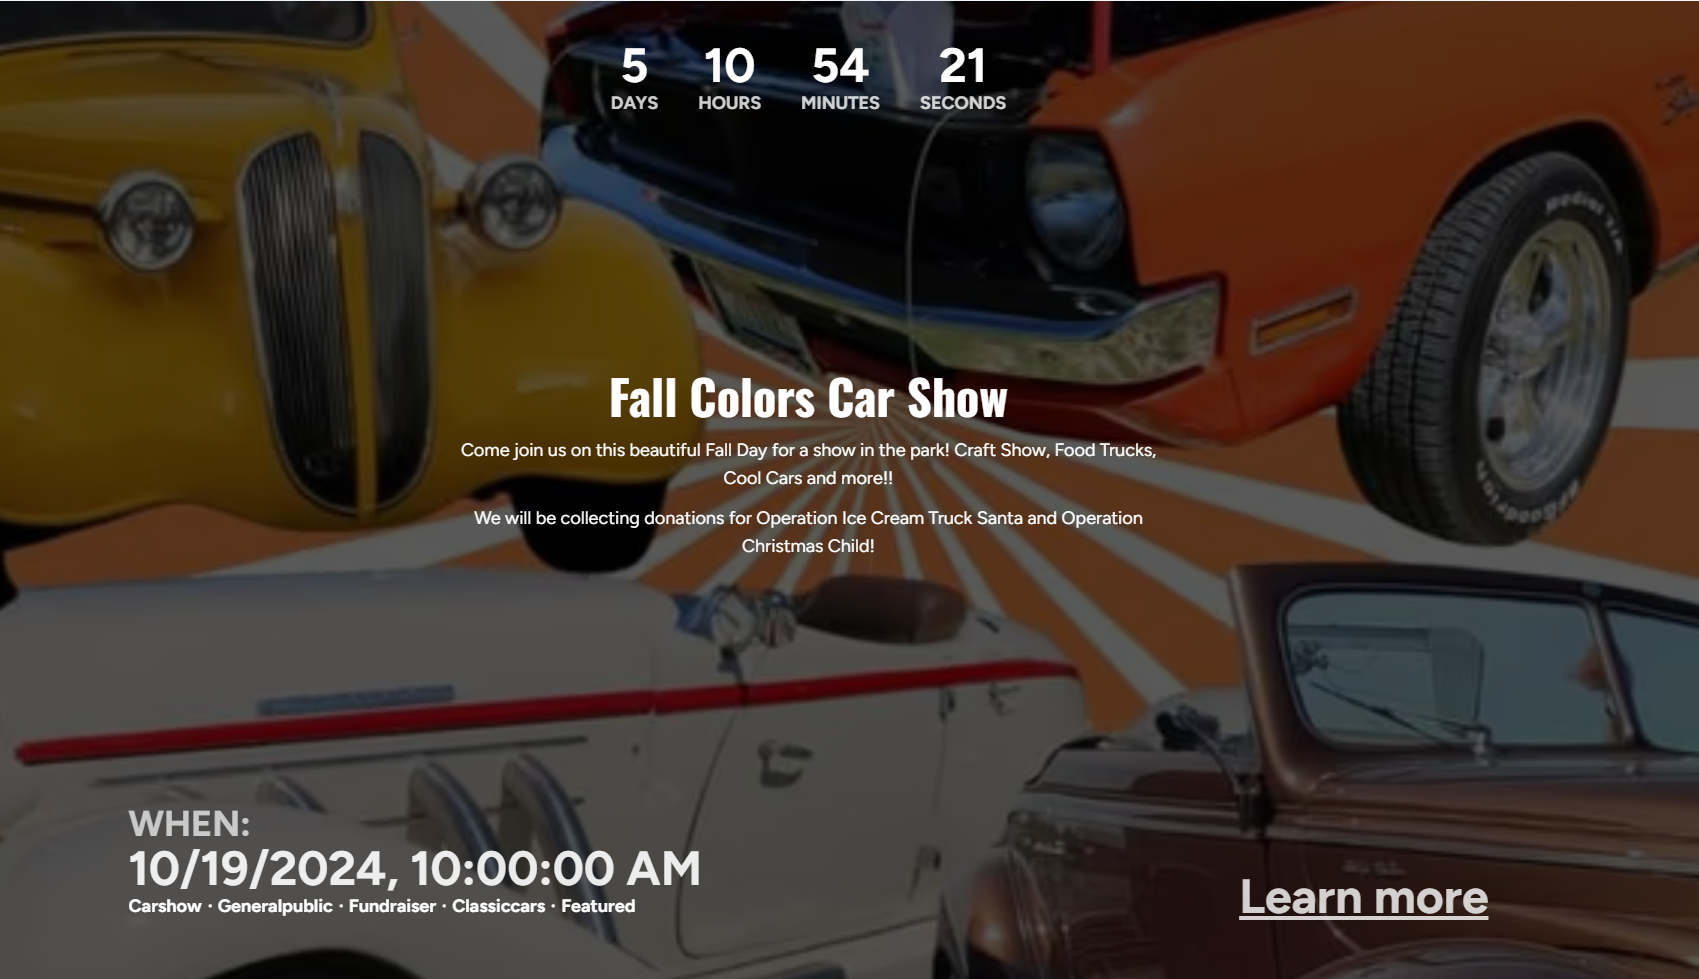 5 10 54 21
DAYS HOURS MINUTES SECONDS
Fall Colors Car Show
Come join us on this beautiful Fall Day for a show in the park! Craft Show, Food Trucks,
Cool Cars and more!!
We will be collecting donations for Operation Ice Cream Truck Santa and Operation
Christmas Child!
WHEN:
10/19/2024, 10:00:00 AM
Carshow · Generalpublic · Fundraiser · Classiccars · Featured
Learn more